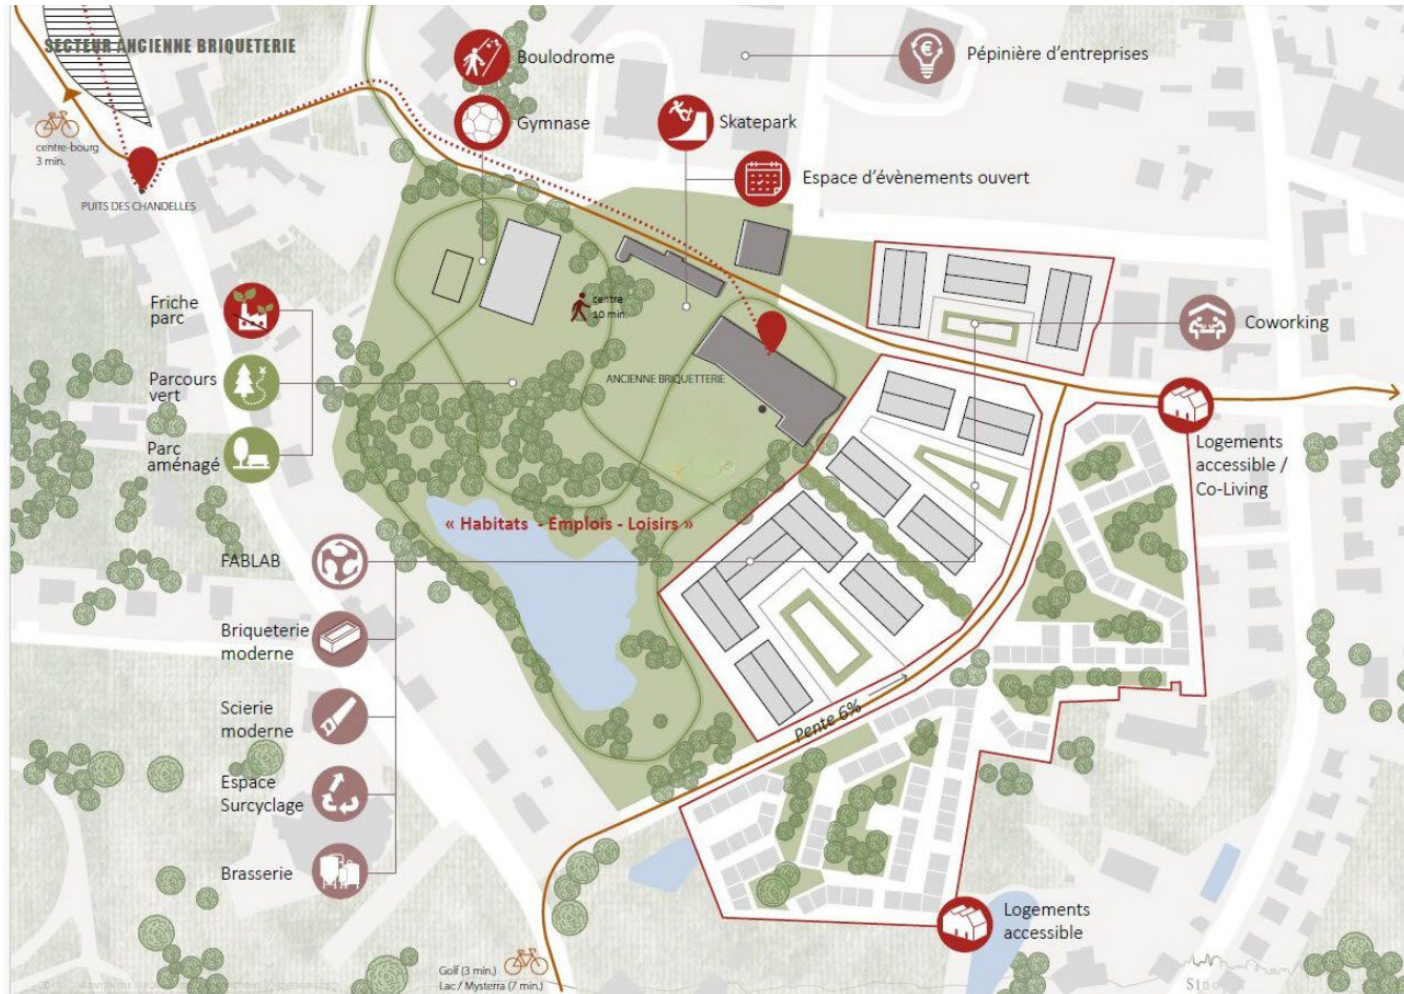 SECTEUR ANCIENNE BRIQUETERIE
Boulodrome
Gymnase
Skatepark
Espace d'évènements ouvert
Pépinière d'entreprises
centre-bourg
3 min.
PUITS DES CHANDELLES
Friche
parc
Parcours
vert
Parc
aménagé
centre
10 min.
ANCIENNE BRIQUETTERIE
Coworking
Logements
accessible /
Co-Living
« Habitats - Emplois - Loisirs »
FABLAB
Briqueterie
moderne
Scierie
moderne
Espace
Surcyclage
Brasserie
Pente 6%
Logements
accessible
Golf (3 min.)
Lac / Mysterra (7 min.)